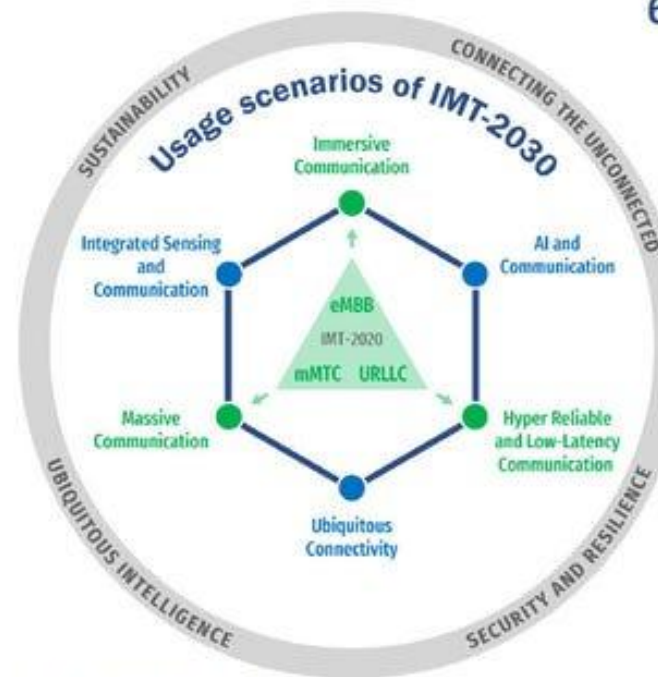 6
SUSTAINABILITY
CONNECTING THE UNCONNECTED
Usage scenarios of IMT-2030
Immersive
Communication
Integrated Sensing
and
Communication
AI and
Communication
eMBB
IMT-2020
mMTC URLLC
Massive
Communication
Hyper Reliable
and Low-Latency
Communication
Ubiquitous
Connectivity
UBIQUITOUS INTELLIGENCE
SECURITY AND RESILIENCE